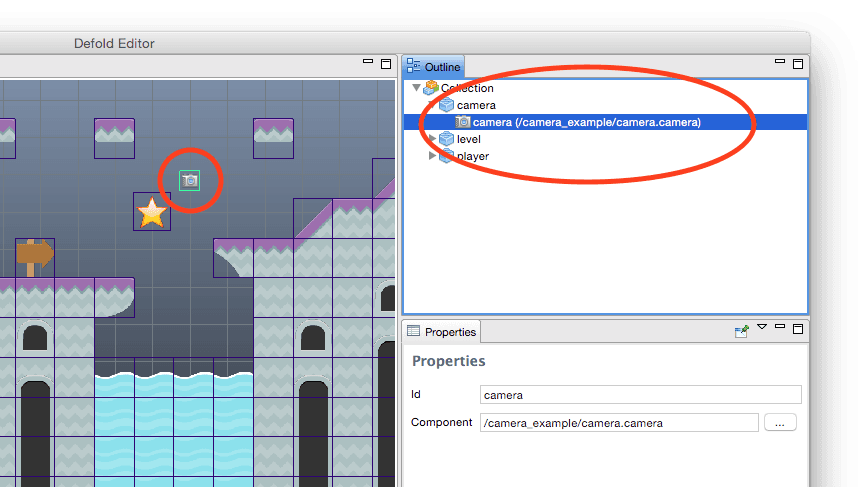 Defold Editor
Outline
Collection
camera
camera (/camera_example/camera.camera)
level
player
Properties
Properties
Id
camera
Component
/camera_example/camera.camera
...